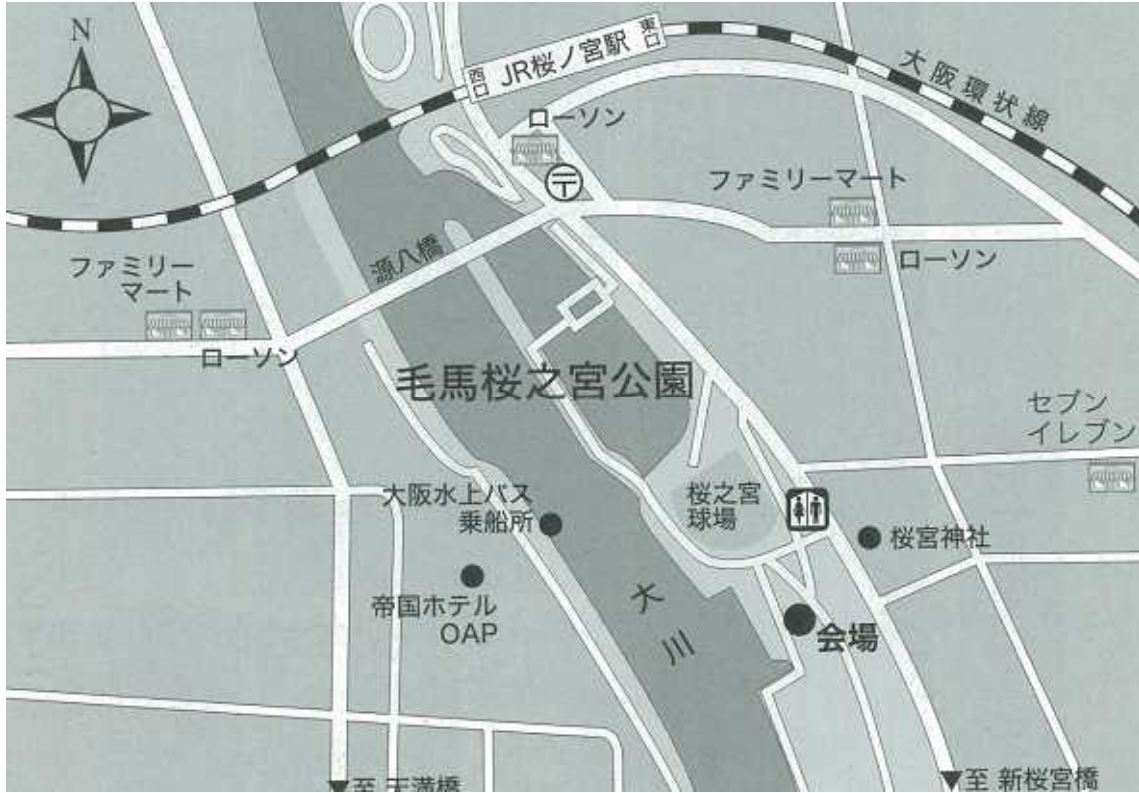 N
西口
JR桜ノ宮駅
東口
大阪環状線
ローソン
〒
ファミリーマート
ローソン
源八橋
ファミリー
マート
ローソン
毛馬桜之宮公園
セブン
イレブン
大阪水上バス
乗船所
桜之宮
球場
桜宮神社
帝国ホテル
OAP
大川
会場
▼至 天満橋
▼至 新桜宮橋